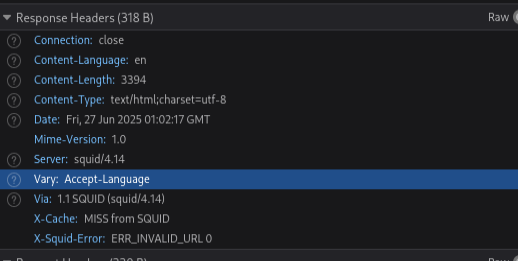 Response Headers (318 B)
Raw
Connection: close
Content-Language: en
Content-Length: 3394
Content-Type: text/html;charset=utf-8
Date: Fri, 27 Jun 2025 01:02:17 GMT
Mime-Version: 1.0
Server: squid/4.14
Vary: Accept-Language
Via: 1.1 SQUID (squid/4.14)
X-Cache: MISS from SQUID
X-Squid-Error: ERR_INVALID_URL 0